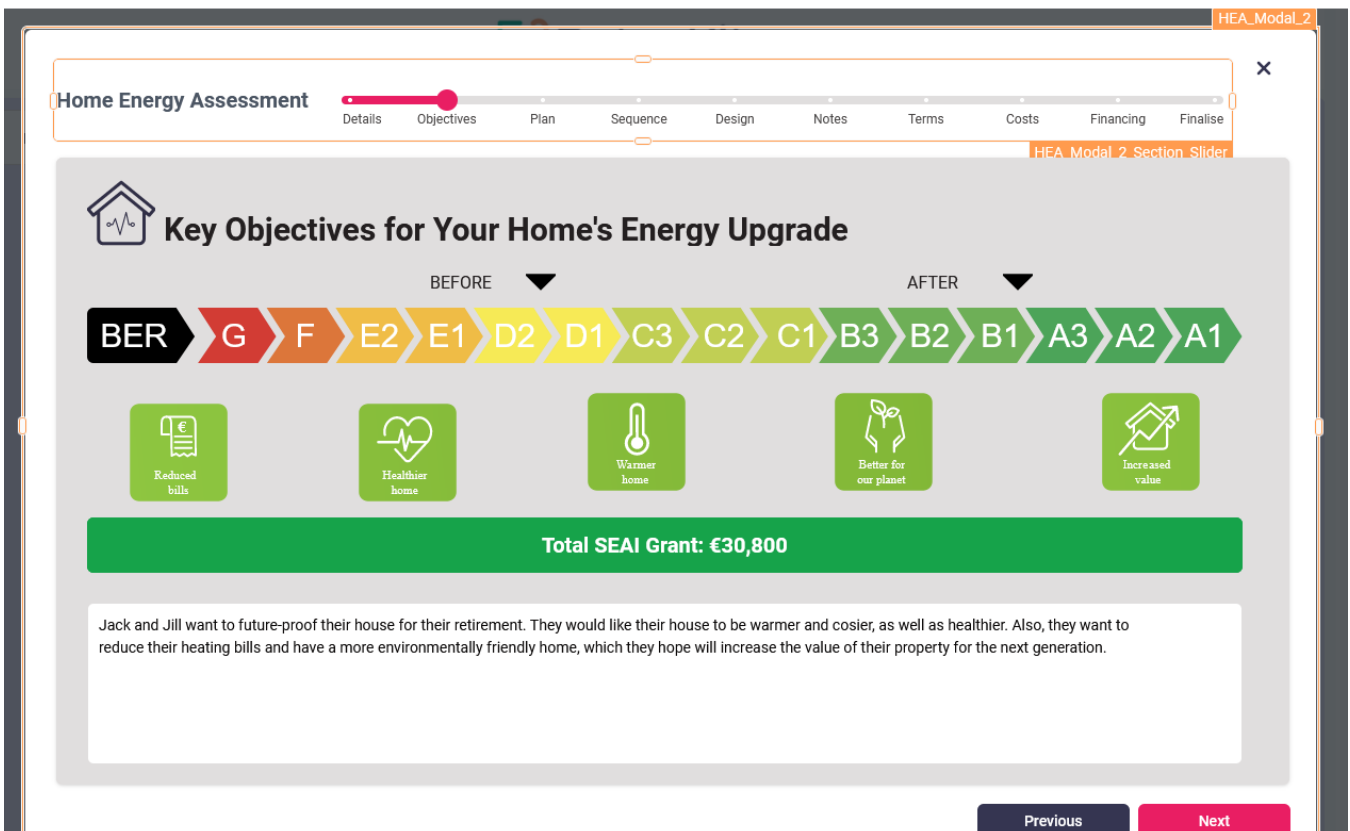 HEA_Modal_2
Home Energy Assessment
Details Objectives Plan Sequence Design Notes Terms Costs Financing Finalise
HEA_Modal_2_Section_Slider
Key Objectives for Your Home's Energy Upgrade
BEFORE AFTER
BER G F E2 E1 D2 D1 C3 C2 C1 B3 B2 B1 A3 A2 A1
€
Reduced
bills
Healthier
home
Warmer
home
Better for
our planet
Increased
value
Total SEAI Grant: €30,800
Jack and Jill want to future-proof their house for their retirement. They would like their house to be warmer and cosier, as well as healthier. Also, they want to
reduce their heating bills and have a more environmentally friendly home, which they hope will increase the value of their property for the next generation.
Previous Next